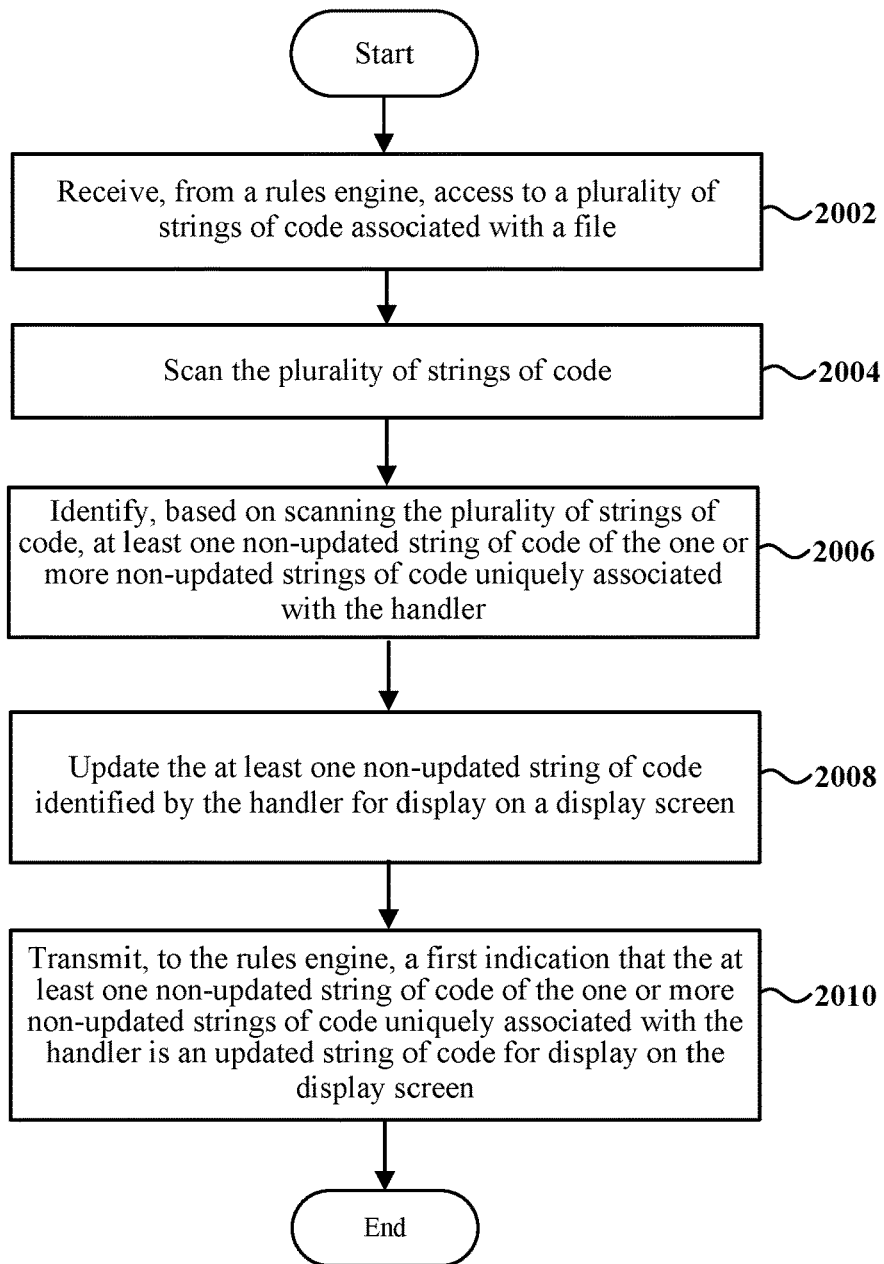 Start
Receive, from a rules engine, access to a plurality of
strings of code associated with a file
2002
Scan the plurality of strings of code
2004
Identify, based on scanning the plurality of strings of
code, at least one non-updated string of code of the one or
more non-updated strings of code uniquely associated
with the handler
2006
Update the at least one non-updated string of code
identified by the handler for display on a display screen
2008
Transmit, to the rules engine, a first indication that the at
least one non-updated string of code of the one or more
non-updated strings of code uniquely associated with the
handler is an updated string of code for display on the
display screen
2010
End